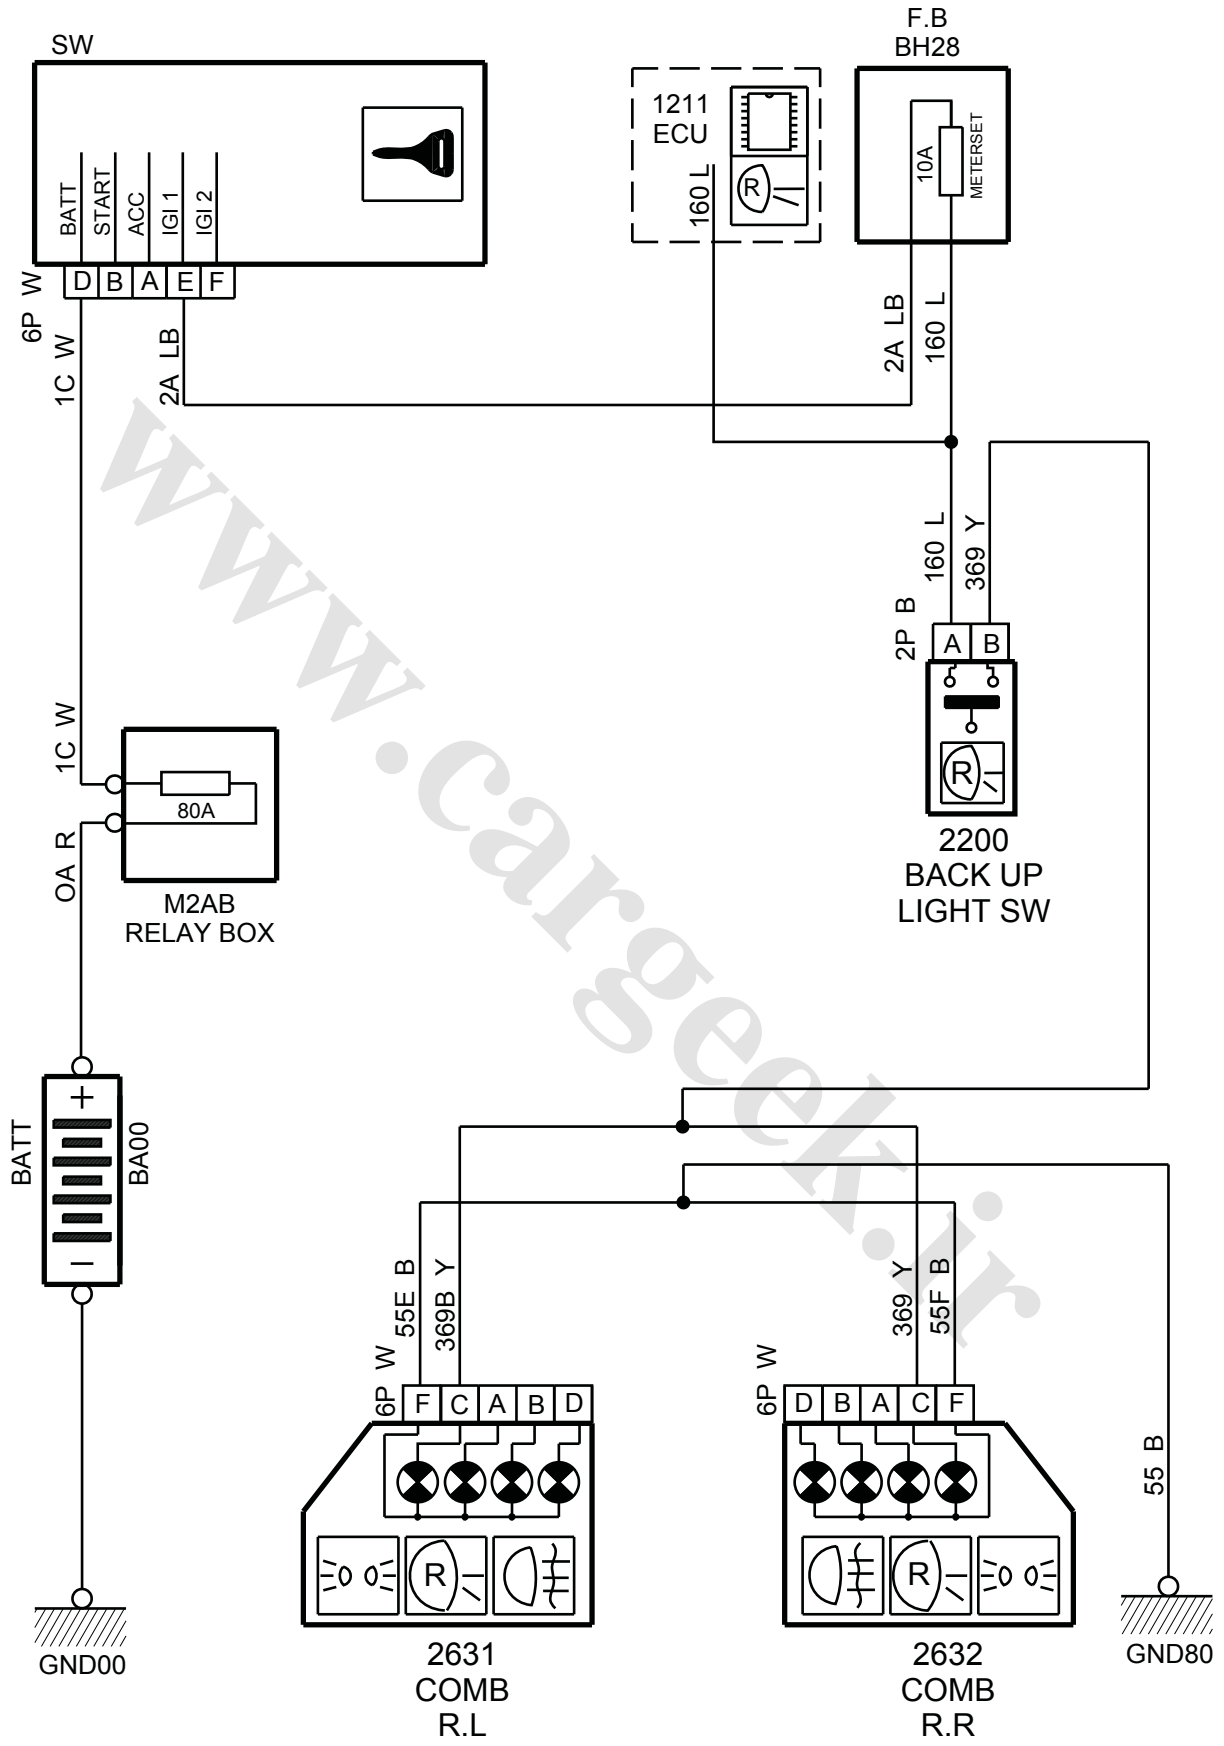 SW
F.B
BH28
BATT
START
ACC
IGI 1
IGI 2
6P W
D B A E F
1C W
2A LB
1211
ECU
160 L
R
10A
METERSET
2A LB
160 L
160 L
369 Y
2P B
A B
R
2200
BACK UP
LIGHT SW
1C W
80A
OA R
M2AB
RELAY BOX
BATT
+
−
BA00
GND00
55E B
369B Y
369 Y
55F B
6P W
F C A B D
R
2631
COMB
R.L
6P W
D B A C F
R
2632
COMB
R.R
55 B
GND80
www.cargeek.ir